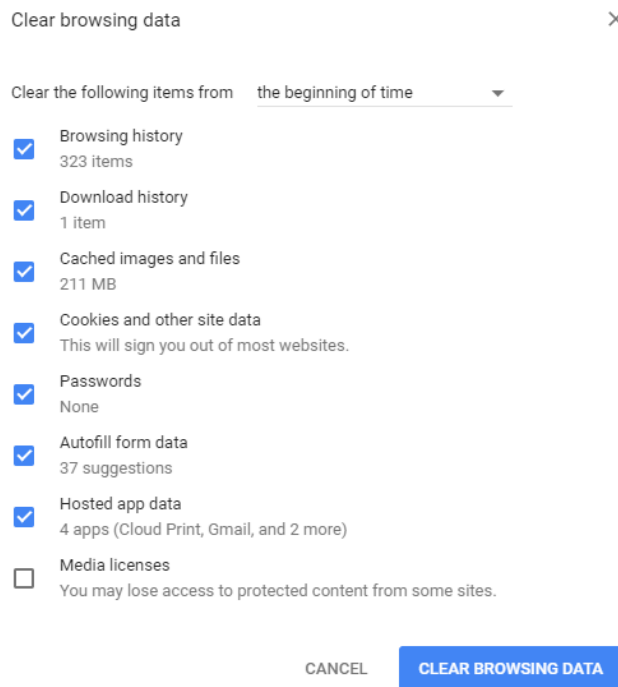 Clear browsing data
Clear the following items from the beginning of time
Browsing history
323 items
Download history
1 item
Cached images and files
211 MB
Cookies and other site data
This will sign you out of most websites.
Passwords
None
Autofill form data
37 suggestions
Hosted app data
4 apps (Cloud Print, Gmail, and 2 more)
Media licenses
You may lose access to protected content from some sites.
CANCEL CLEAR BROWSING DATA